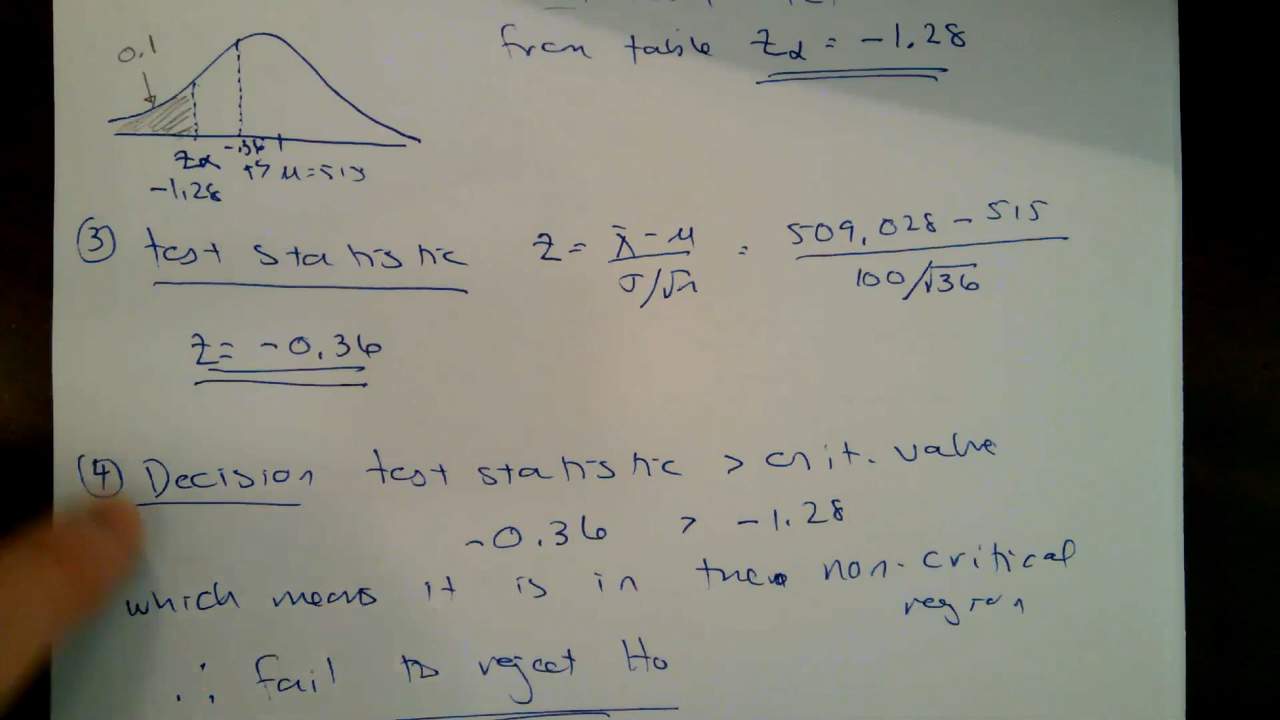 from table Zα = -1.28
0.1
Zα -.36
-1.28
③ test statistic Z = x̄-μ / σ/√n = 509,028 - 515 / 100/√36
Z = -0.36
④ Decision test statistic > crit. value
-0.36 > -1.28
which means it is in the non-critical
region
∴ fail to reject Ho